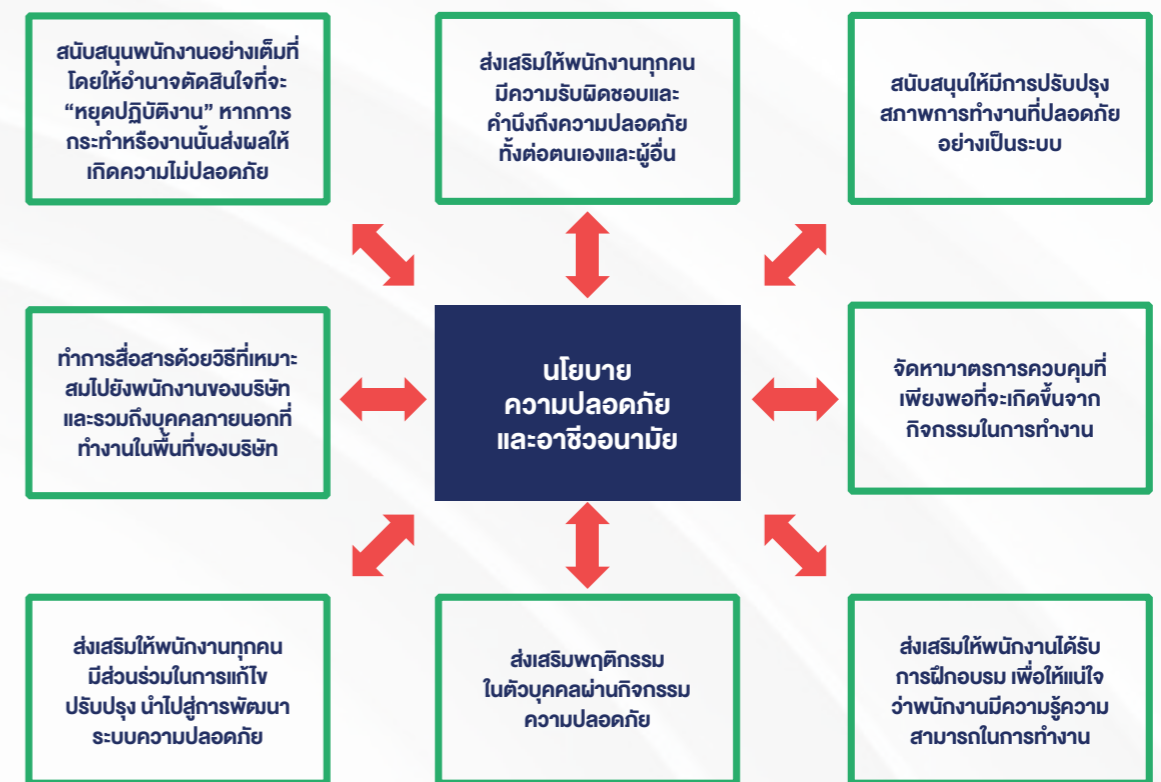 สนับสนุนพนักงานอย่างเต็มที่
โดยให้อำนาจตัดสินใจที่จะ
“หยุดปฏิบัติงาน” หากการ
กระทำหรืองานนั้นส่งผลให้
เกิดความไม่ปลอดภัย
ส่งเสริมให้พนักงานทุกคน
มีความรับผิดชอบและ
คำนึงถึงความปลอดภัย
ทั้งต่อตนเองและผู้อื่น
สนับสนุนให้มีการปรับปรุง
สภาพการทำงานที่ปลอดภัย
อย่างเป็นระบบ
ทำการสื่อสารด้วยวิธีที่เหมาะ
สมไปยังพนักงานของบริษัท
และรวมถึงบุคคลภายนอกที่
ทำงานในพื้นที่ของบริษัท
นโยบาย
ความปลอดภัย
และอาชีวอนามัย
จัดหามาตรการควบคุมที่
เพียงพอที่จะเกิดขึ้นจาก
กิจกรรมในการทำงาน
ส่งเสริมให้พนักงานทุกคน
มีส่วนร่วมในการแก้ไข
ปรับปรุง นำไปสู่การพัฒนา
ระบบความปลอดภัย
ส่งเสริมพฤติกรรม
ในตัวบุคคลผ่านกิจกรรม
ความปลอดภัย
ส่งเสริมให้พนักงานได้รับ
การฝึกอบรม เพื่อให้แน่ใจ
ว่าพนักงานมีความรู้ความ
สามารถในการทำงาน